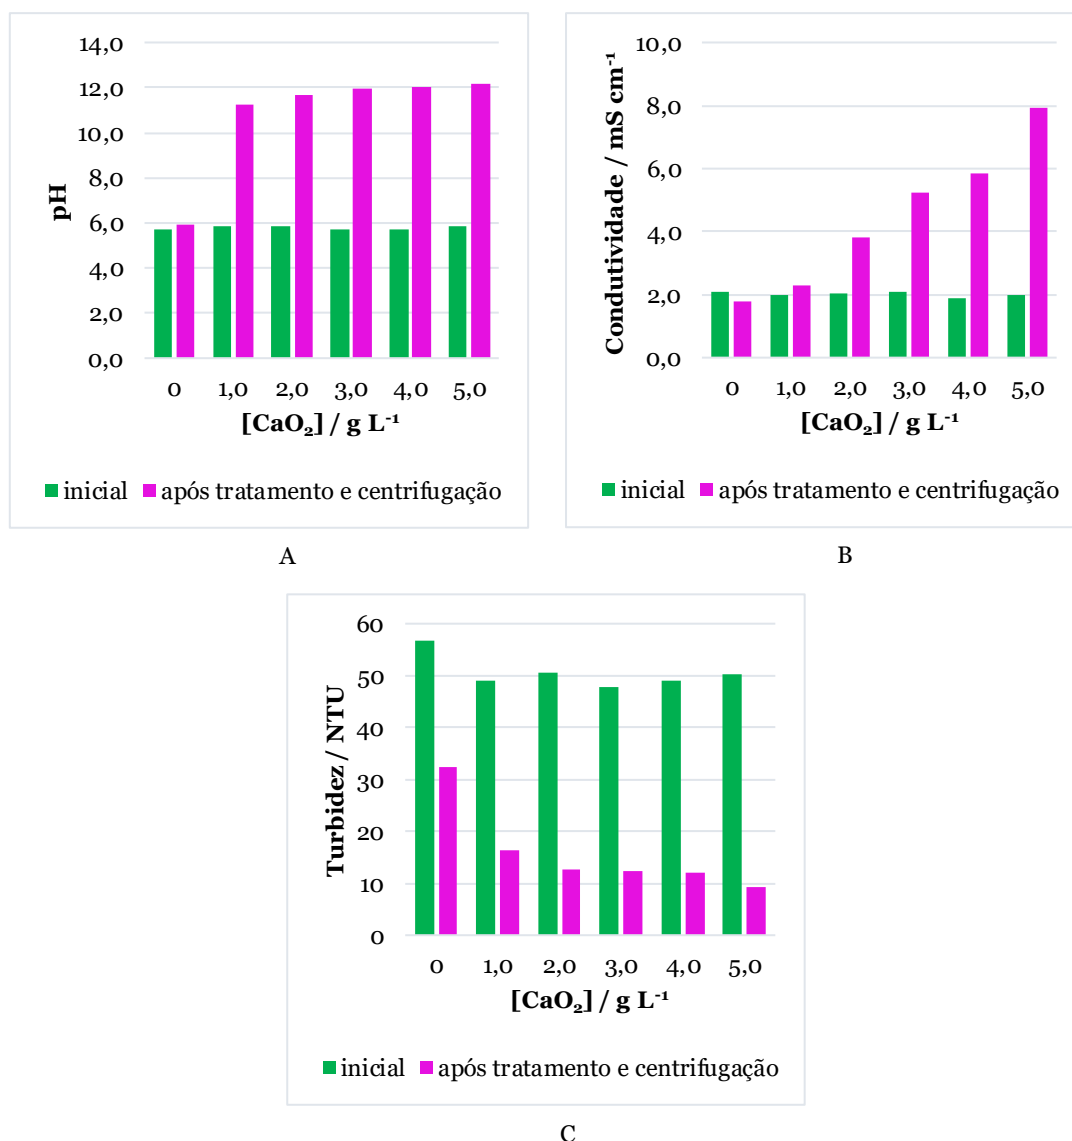 14,0
12,0
10,0
8,0
6,0
4,0
2,0
0,0
pH
0 1,0 2,0 3,0 4,0 5,0
[CaO₂] / g L⁻¹
inicial após tratamento e centrifugação
A
10,0
8,0
6,0
4,0
2,0
0,0
Condutividade / mS cm⁻¹
0 1,0 2,0 3,0 4,0 5,0
[CaO₂] / g L⁻¹
inicial após tratamento e centrifugação
B
60
50
40
30
20
10
0
Turbidez / NTU
0 1,0 2,0 3,0 4,0 5,0
[CaO₂] / g L⁻¹
inicial após tratamento e centrifugação
C